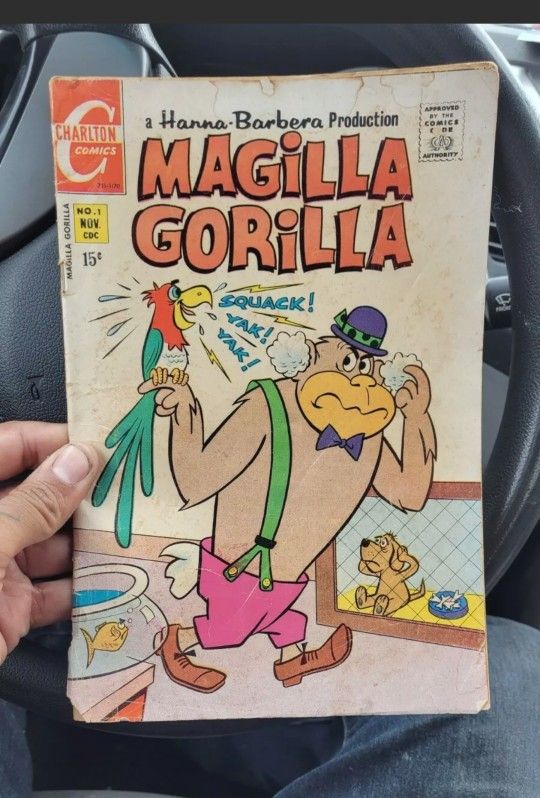 CHARLTON
COMICS
a Hanna-Barbera Production
APPROVED
BY THE
COMICS
CODE
AUTHORITY
MAGILLA
GORILLA
MAGILLA GORILLA
NO.1
NOV.
CDC
15¢
SQUACK!
YAK!
YAK!